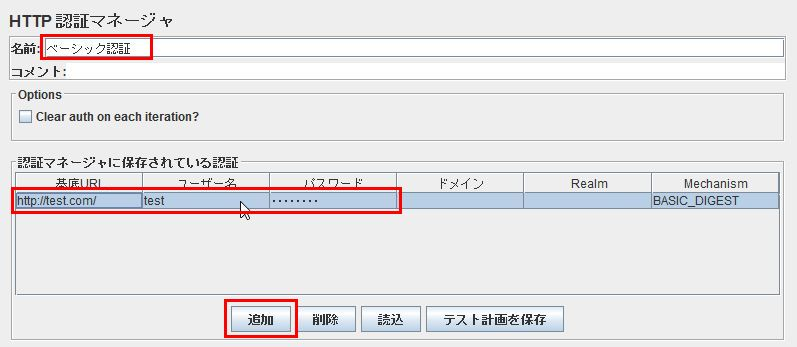 HTTP 認証マネージャ
名前: ベーシック認証
コメント:
Options
Clear auth on each iteration?
認証マネージャに保存されている認証
基底URL ユーザー名 パスワード ドメイン Realm Mechanism
http://test.com/ test •••••••• BASIC_DIGEST
追加 削除 読込 テスト計画を保存